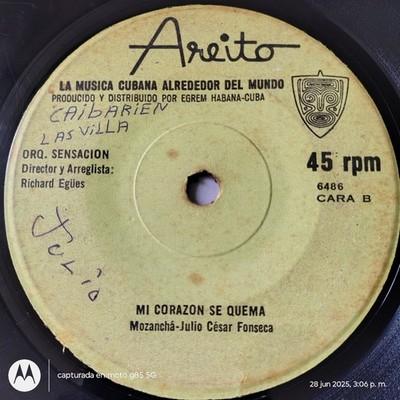 Areito
LA MUSICA CUBANA ALREDEDOR DEL MUNDO
PRODUCIDO Y DISTRIBUIDO POR EGREM HABANA-CUBA
CAIBARIEN
LAS VILLA
ORQ. SENSACION
Director y Arreglista:
Richard Egües
45 rpm
6486
CARA B
Julio
MI CORAZON SE QUEMA
Mozanchá-Julio César Fonseca
capturada en moto g85 5G
28 jun 2025, 3:06 p. m.